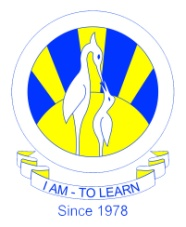 I AM - TO LEARN
Since 1978